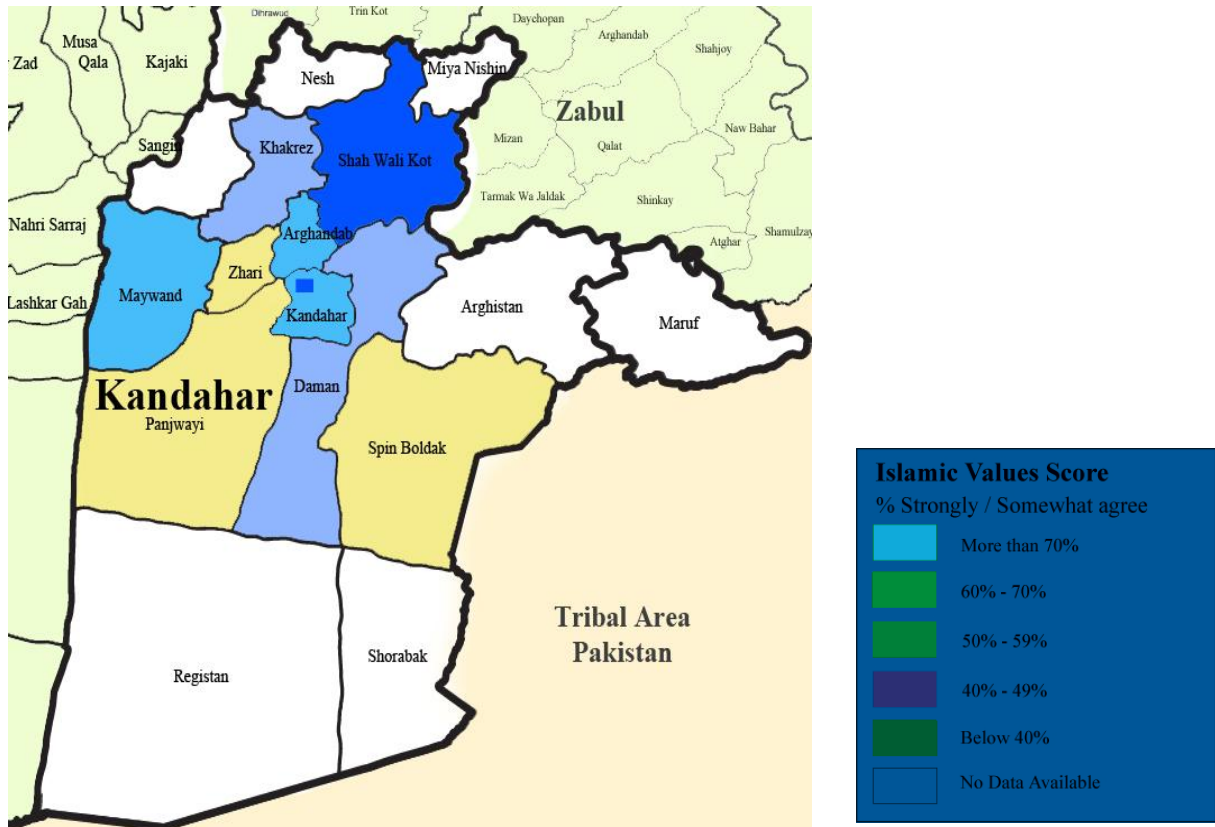 Dihrawud
Trin Kot
Daychopan
Musa
Qala
Zad
Kajaki
Nesh
Miya Nishin
Arghandab
Shahjoy
Zabul
Sangin
Khakrez
Shah Wali Kot
Mizan
Qalat
Naw Bahar
Tarmak Wa Jaldak
Shinkay
Nahri Sarraj
Arghandab
Atghar
Shamulzay
Zhari
Lashkar Gah
Maywand
Kandahar
Arghistan
Maruf
Daman
Kandahar
Panjwayi
Spin Boldak
Tribal Area
Pakistan
Registan
Shorabak
Islamic Values Score
% Strongly / Somewhat agree
More than 70%
60% - 70%
50% - 59%
40% - 49%
Below 40%
No Data Available